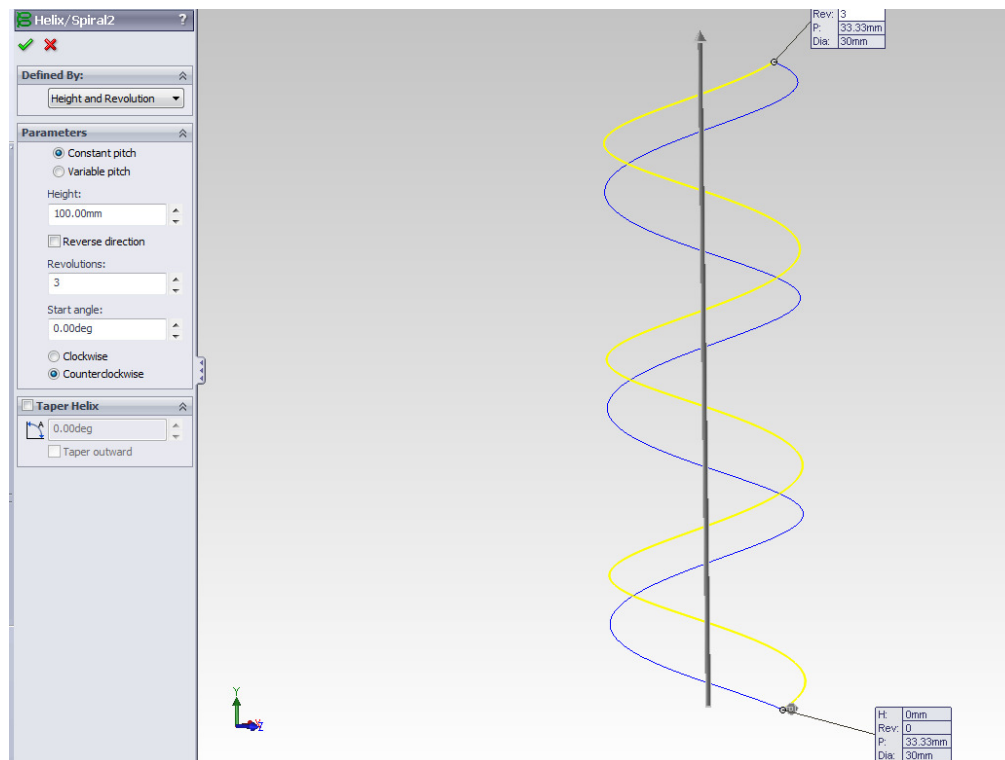 Helix/Spiral2 ?
Defined By:
Height and Revolution
Parameters
Constant pitch
Variable pitch
Height:
100.00mm
Reverse direction
Revolutions:
3
Start angle:
0.00deg
Clockwise
Counterclockwise
Taper Helix
A
0.00deg
Taper outward
Rev: 3
P: 33.33mm
Dia: 30mm
Y
Z
H: 0mm
Rev: 0
P: 33.33mm
Dia: 30mm